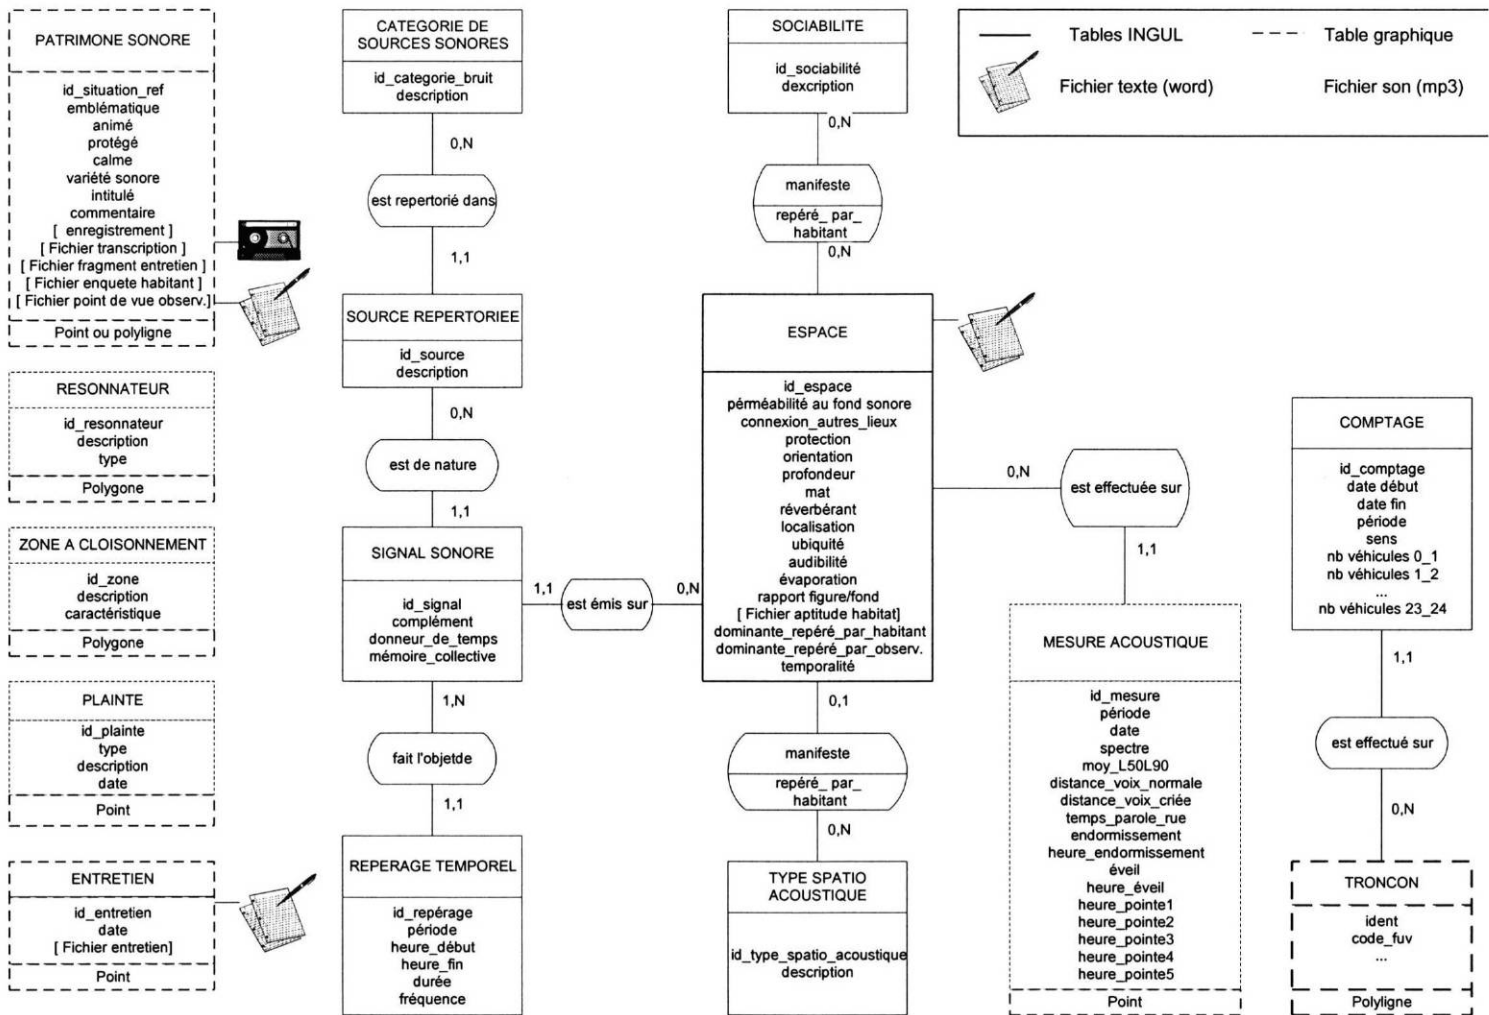 PATRIMONE SONORE
id_situation_ref
emblématique
animé
protégé
calme
variété sonore
intitulé
commentaire
[ enregistrement ]
[ Fichier transcription ]
[ Fichier fragment entretien ]
[ Fichier enquete habitant ]
[ Fichier point de vue observ.]
Point ou polyligne
RESONNATEUR
id_resonnateur
description
type
Polygone
ZONE A CLOISONNEMENT
id_zone
description
caractéristique
Polygone
PLAINTE
id_plainte
type
description
date
Point
ENTRETIEN
id_entretien
date
[ Fichier entretien]
Point
CATEGORIE DE
SOURCES SONORES
id_categorie_bruit
description
0,N
est repertorié dans
1,1
SOURCE REPERTORIEE
id_source
description
0,N
est de nature
1,1
SIGNAL SONORE
id_signal
complément
donneur_de_temps
mémoire_collective
1,N
fait l'objetde
1,1
REPERAGE TEMPOREL
id_repérage
période
heure_début
heure_fin
durée
fréquence
1,1
est émis sur
0,N
SOCIABILITE
id_sociabilité
dexcription
0,N
manifeste
repéré_ par_
habitant
0,N
ESPACE
id_espace
pérméabilité au fond sonore
connexion_autres_lieux
protection
orientation
profondeur
mat
réverbérant
localisation
ubiquité
audibilité
évaporation
rapport figure/fond
[ Fichier aptitude habitat]
dominante_repéré_par_habitant
dominante_repéré_par_observ.
temporalité
0,1
manifeste
repéré_ par_
habitant
0,N
TYPE SPATIO
ACOUSTIQUE
id_type_spatio_acoustique
description
0,N
est effectuée sur
1,1
MESURE ACOUSTIQUE
id_mesure
période
date
spectre
moy_L50L90
distance_voix_normale
distance_voix_criée
temps_parole_rue
endormissement
heure_endormissement
éveil
heure_éveil
heure_pointe1
heure_pointe2
heure_pointe3
heure_pointe4
heure_pointe5
Point
Tables INGUL
Table graphique
Fichier texte (word)
Fichier son (mp3)
COMPTAGE
id_comptage
date début
date fin
période
sens
nb véhicules 0_1
nb véhicules 1_2
...
nb véhicules 23_24
1,1
est effectué sur
0,N
TRONCON
ident
code_fuv
...
Polyligne